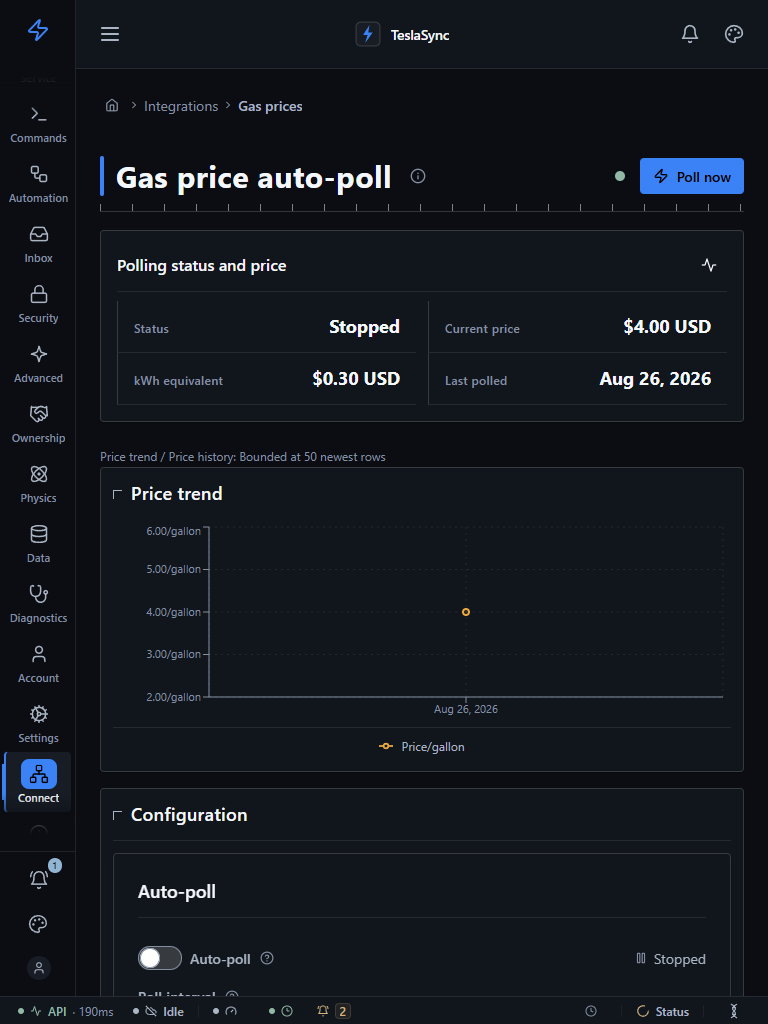 TeslaSync
Integrations
Gas prices
Commands
Automation
Inbox
Security
Advanced
Ownership
Physics
Data
Diagnostics
Account
Settings
Connect
1
Gas price auto-poll
Poll now
Polling status and price
Status
Stopped
Current price
$4.00 USD
kWh equivalent
$0.30 USD
Last polled
Aug 26, 2026
Price trend / Price history: Bounded at 50 newest rows
Price trend
6.00/gallon
5.00/gallon
4.00/gallon
3.00/gallon
2.00/gallon
Aug 26, 2026
Price/gallon
Configuration
Auto-poll
Auto-poll
Stopped
Poll interval
API · 190ms
Idle
2
Status